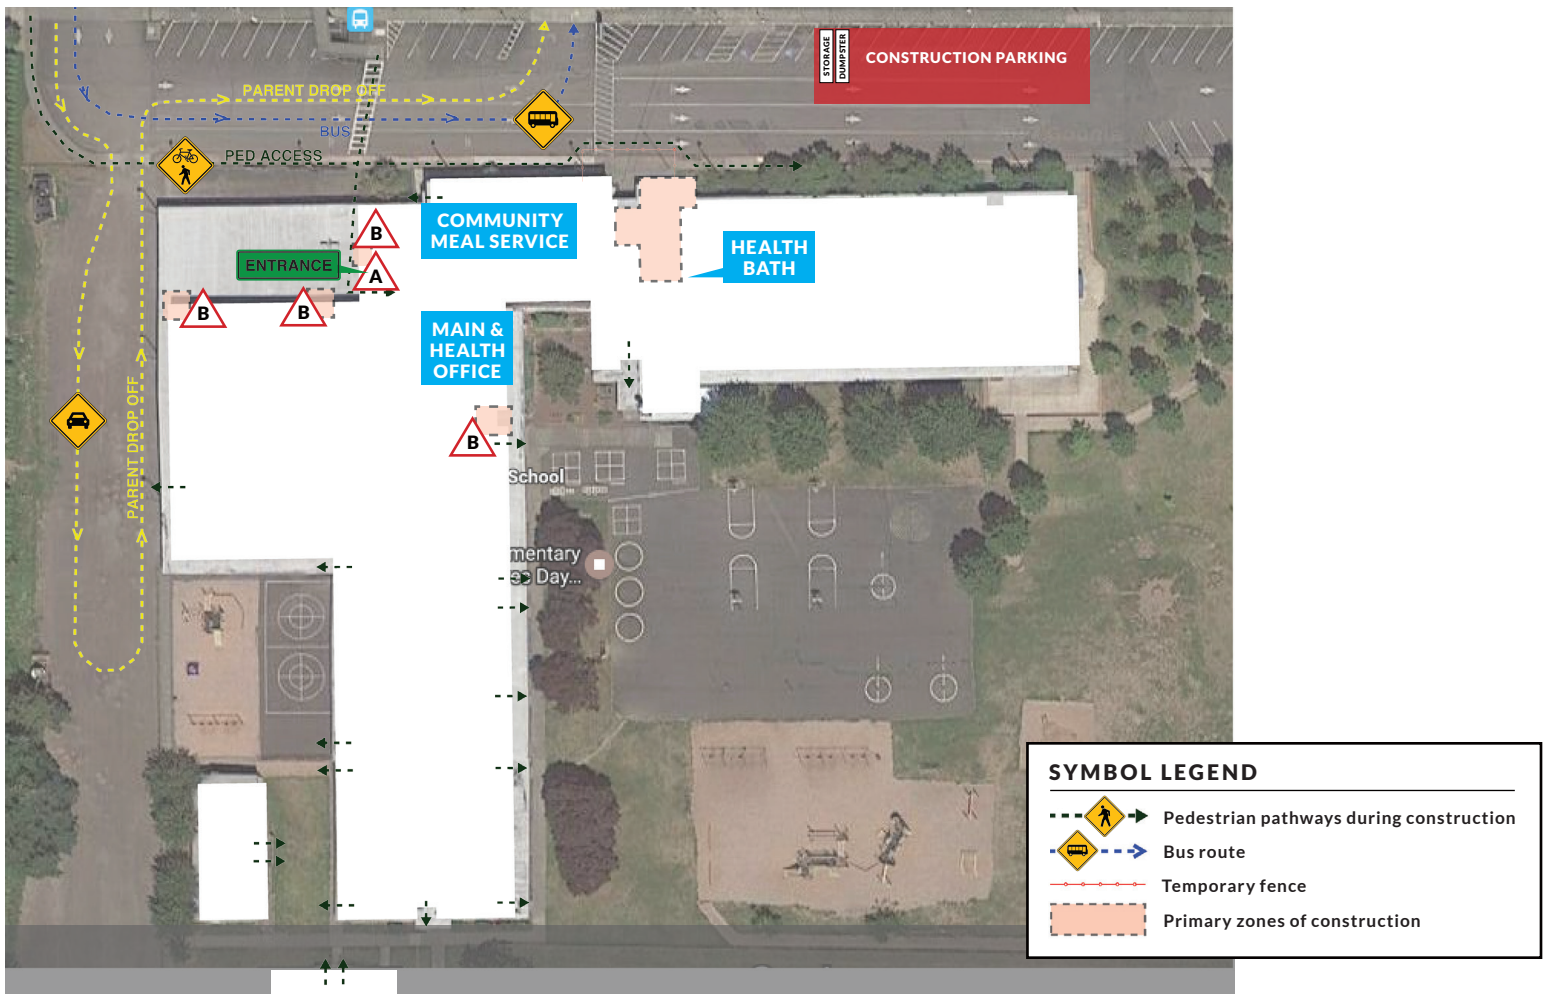 STORAGE
DUMPSTER
CONSTRUCTION PARKING
PARENT DROP OFF
BUS
PED ACCESS
COMMUNITY
MEAL SERVICE
B
HEALTH
BATH
ENTRANCE
A
B
B
MAIN &
HEALTH
OFFICE
PARENT DROP OFF
B
School
mentary
Day...
SYMBOL LEGEND
Pedestrian pathways during construction
Bus route
Temporary fence
Primary zones of construction